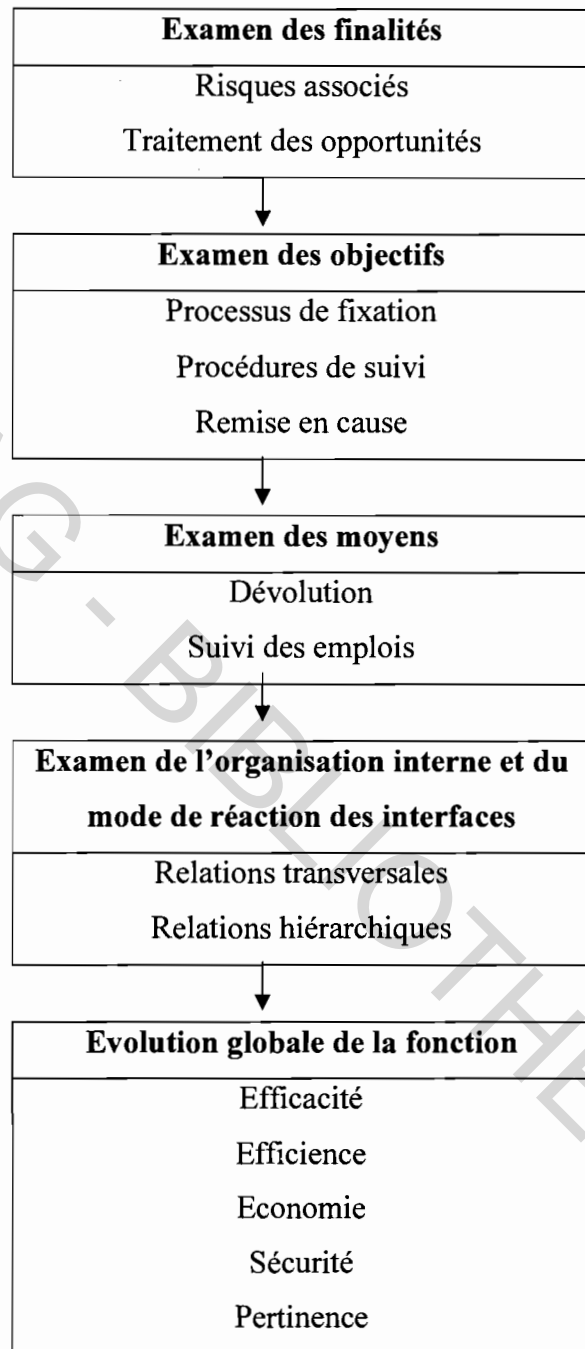 Examen des finalités
Risques associés
Traitement des opportunités
Examen des objectifs
Processus de fixation
Procédures de suivi
Remise en cause
Examen des moyens
Dévolution
Suivi des emplois
Examen de l'organisation interne et du
mode de réaction des interfaces
Relations transversales
Relations hiérarchiques
Evolution globale de la fonction
Efficacité
Efficience
Economie
Sécurité
Pertinence
G - BIBLIOTHE